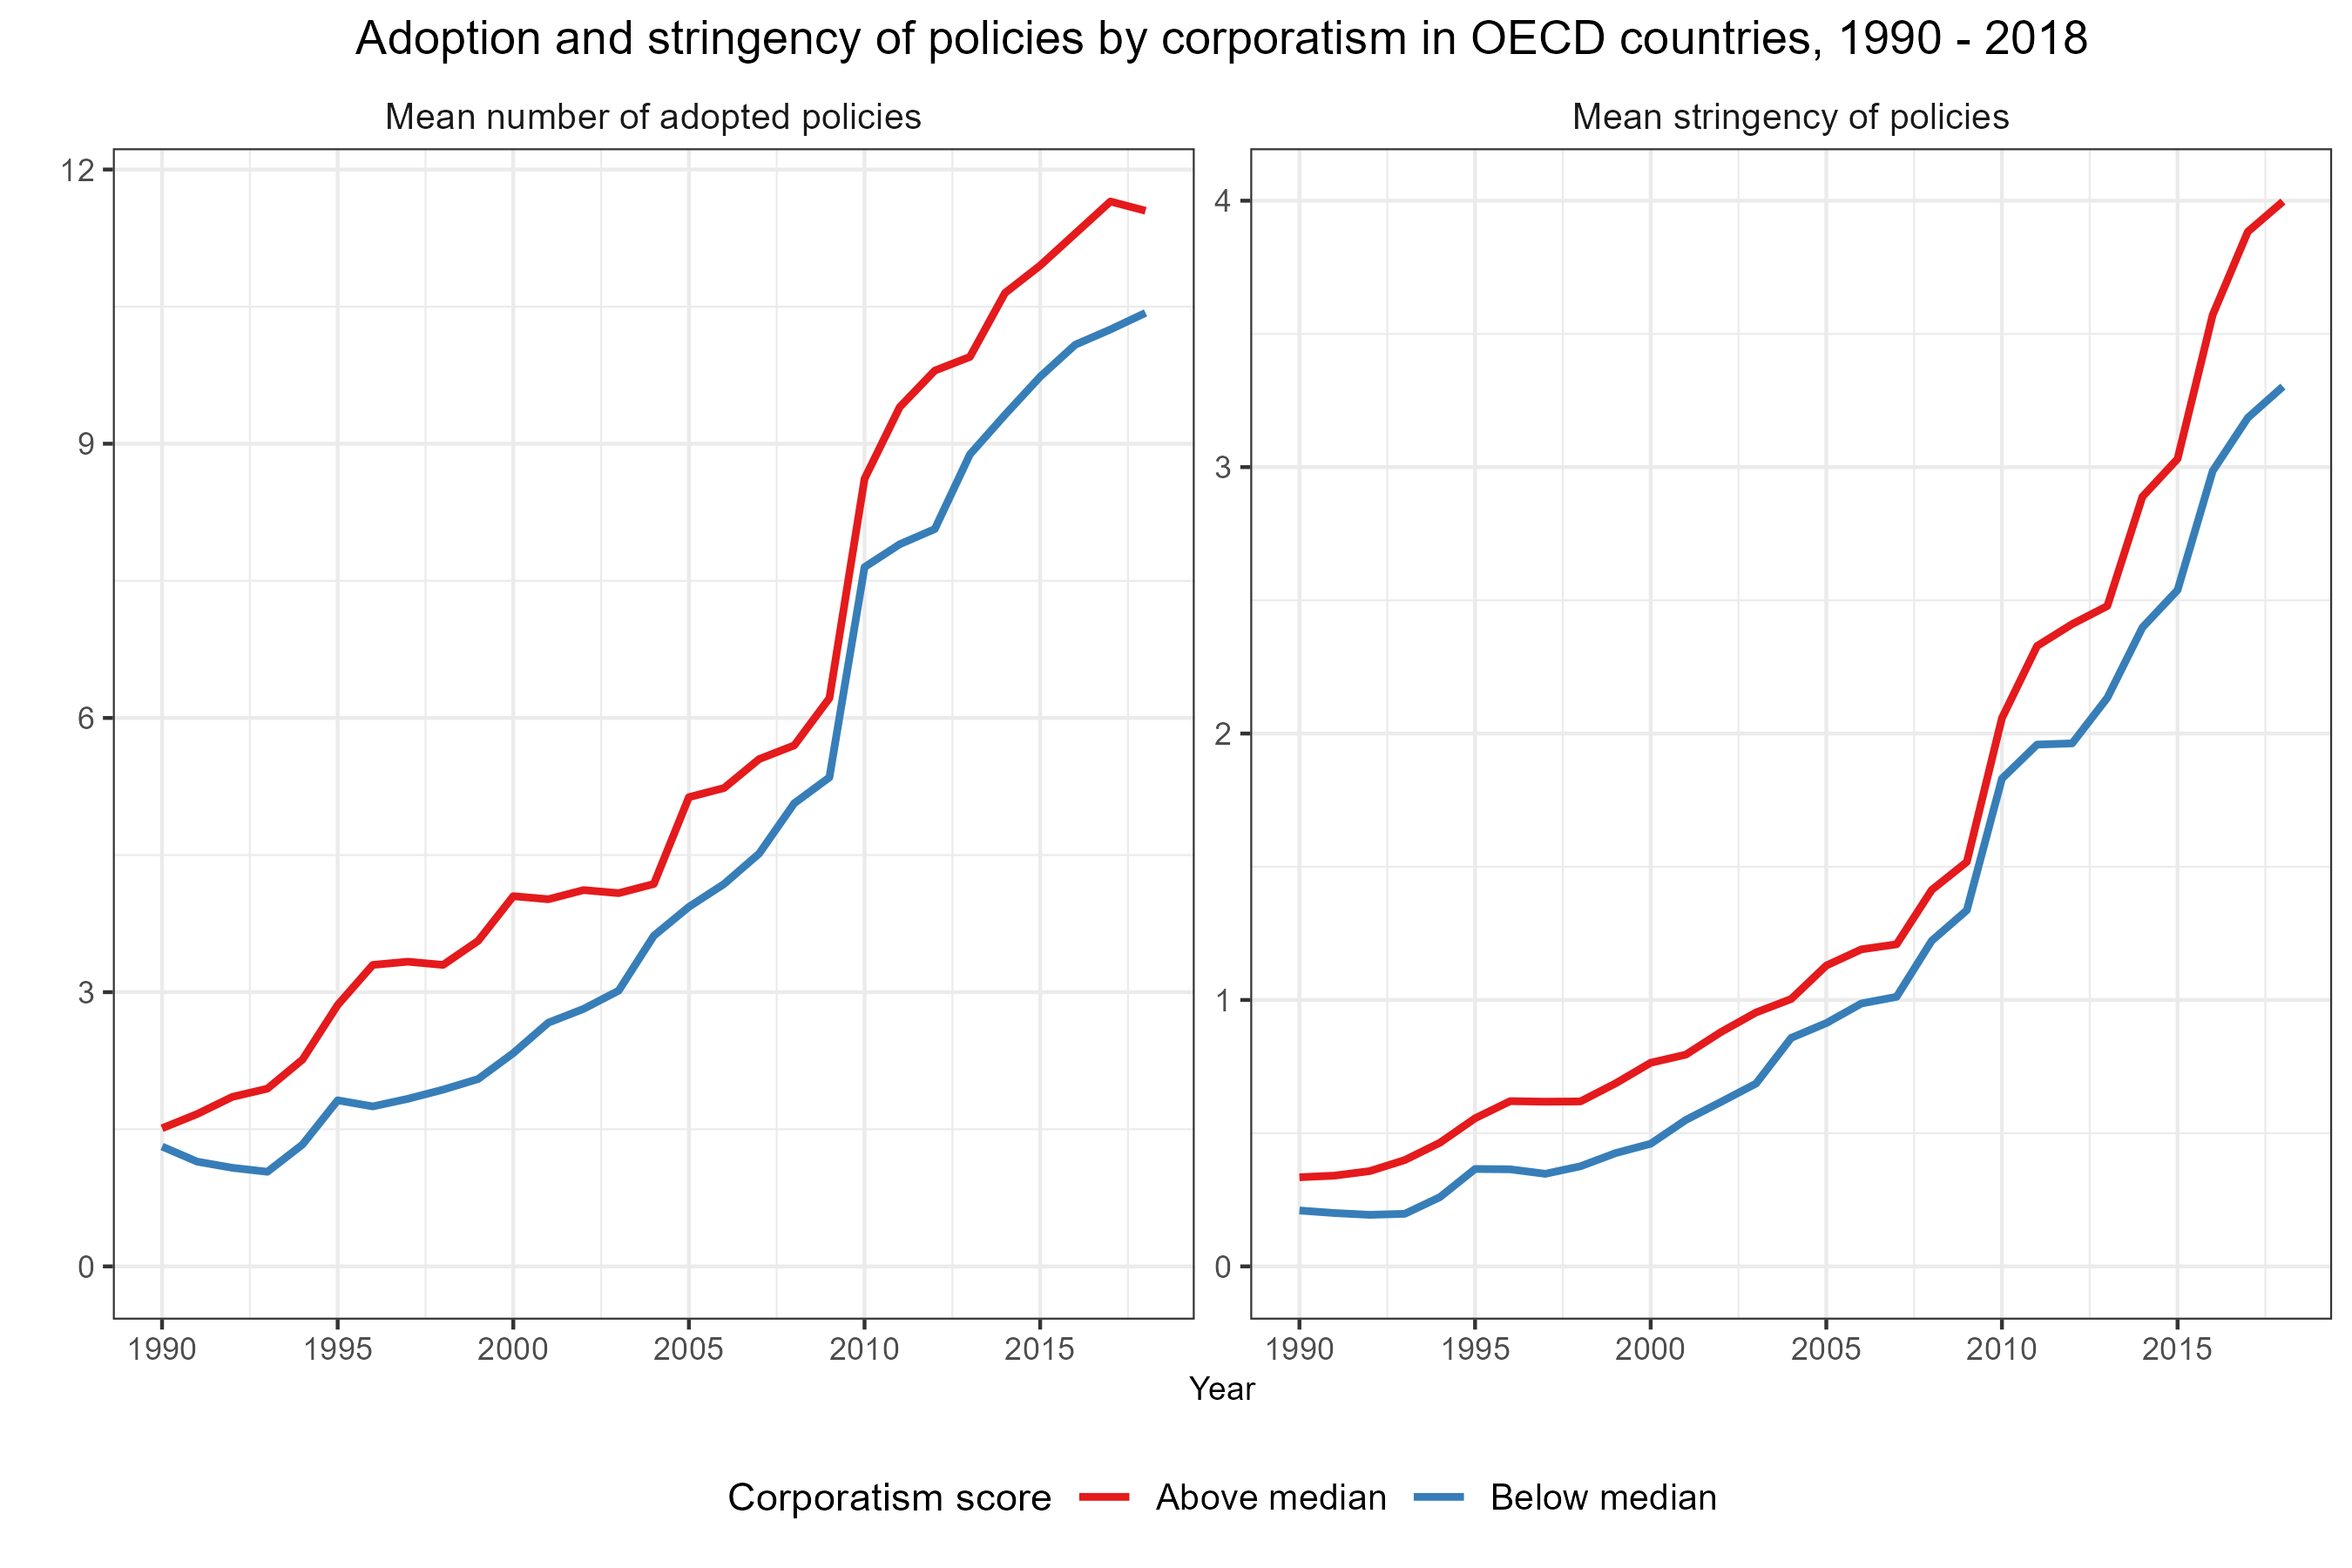 Adoption and stringency of policies by corporatism in OECD countries, 1990 - 2018
Mean number of adopted policies
12
9
6
3
0
1990 1995 2000 2005 2010 2015
Mean stringency of policies
4
3
2
1
0
1990 1995 2000 2005 2010 2015
Year
Corporatism score Above median Below median